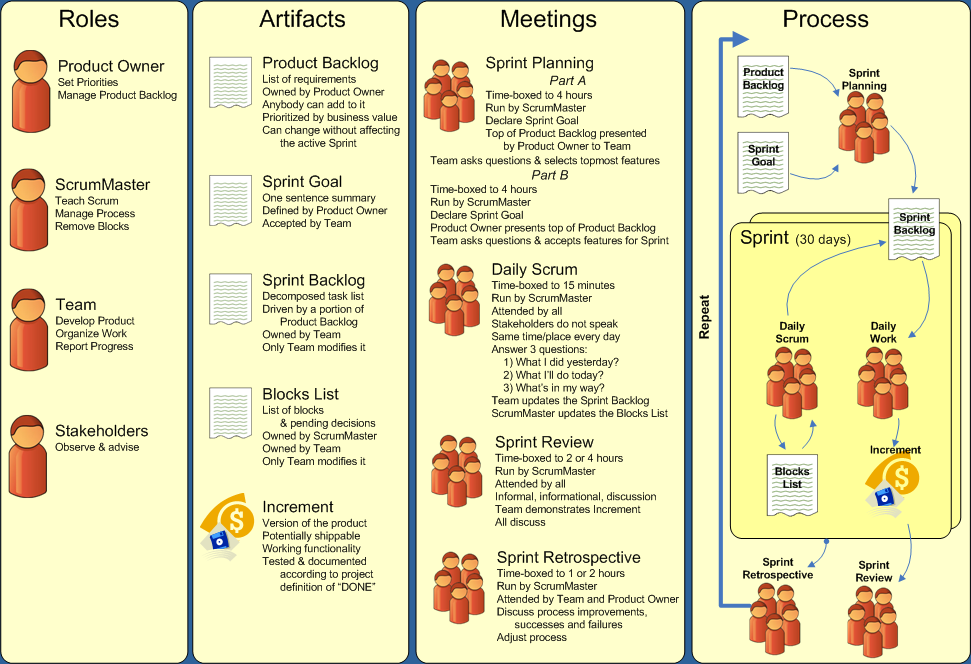 Roles
Product Owner
Set Priorities
Manage Product Backlog
ScrumMaster
Teach Scrum
Manage Process
Remove Blocks
Team
Develop Product
Organize Work
Report Progress
Stakeholders
Observe & advise
Artifacts
Product Backlog
List of requirements
Owned by Product Owner
Anybody can add to it
Prioritized by business value
Can change without affecting
the active Sprint
Sprint Goal
One sentence summary
Defined by Product Owner
Accepted by Team
Sprint Backlog
Decomposed task list
Driven by a portion of
Product Backlog
Owned by Team
Only Team modifies it
Blocks List
List of blocks
& pending decisions
Owned by ScrumMaster
Owned by Team
Only Team modifies it
Increment
Version of the product
Potentially shippable
Working functionality
Tested & documented
according to project
definition of “DONE”
Meetings
Sprint Planning
Part A
Time-boxed to 4 hours
Run by ScrumMaster
Declare Sprint Goal
Top of Product Backlog presented
by Product Owner to Team
Team asks questions & selects topmost features
Part B
Time-boxed to 4 hours
Run by ScrumMaster
Declare Sprint Goal
Product Owner presents top of Product Backlog
Team asks questions & accepts features for Sprint
Daily Scrum
Time-boxed to 15 minutes
Run by ScrumMaster
Attended by all
Stakeholders do not speak
Same time/place every day
Answer 3 questions:
1) What I did yesterday?
2) What I’ll do today?
3) What’s in my way?
Team updates the Sprint Backlog
ScrumMaster updates the Blocks List
Sprint Review
Time-boxed to 2 or 4 hours
Run by ScrumMaster
Attended by all
Informal, informational, discussion
Team demonstrates Increment
All discuss
Sprint Retrospective
Time-boxed to 1 or 2 hours
Run by ScrumMaster
Attended by Team and Product Owner
Discuss process improvements,
successes and failures
Adjust process
Process
Product
Backlog
Sprint
Planning
Sprint
Goal
Sprint
Backlog
Sprint (30 days)
Repeat
Daily
Scrum
Daily
Work
Blocks
List
Increment
$
Sprint
Retrospective
Sprint
Review